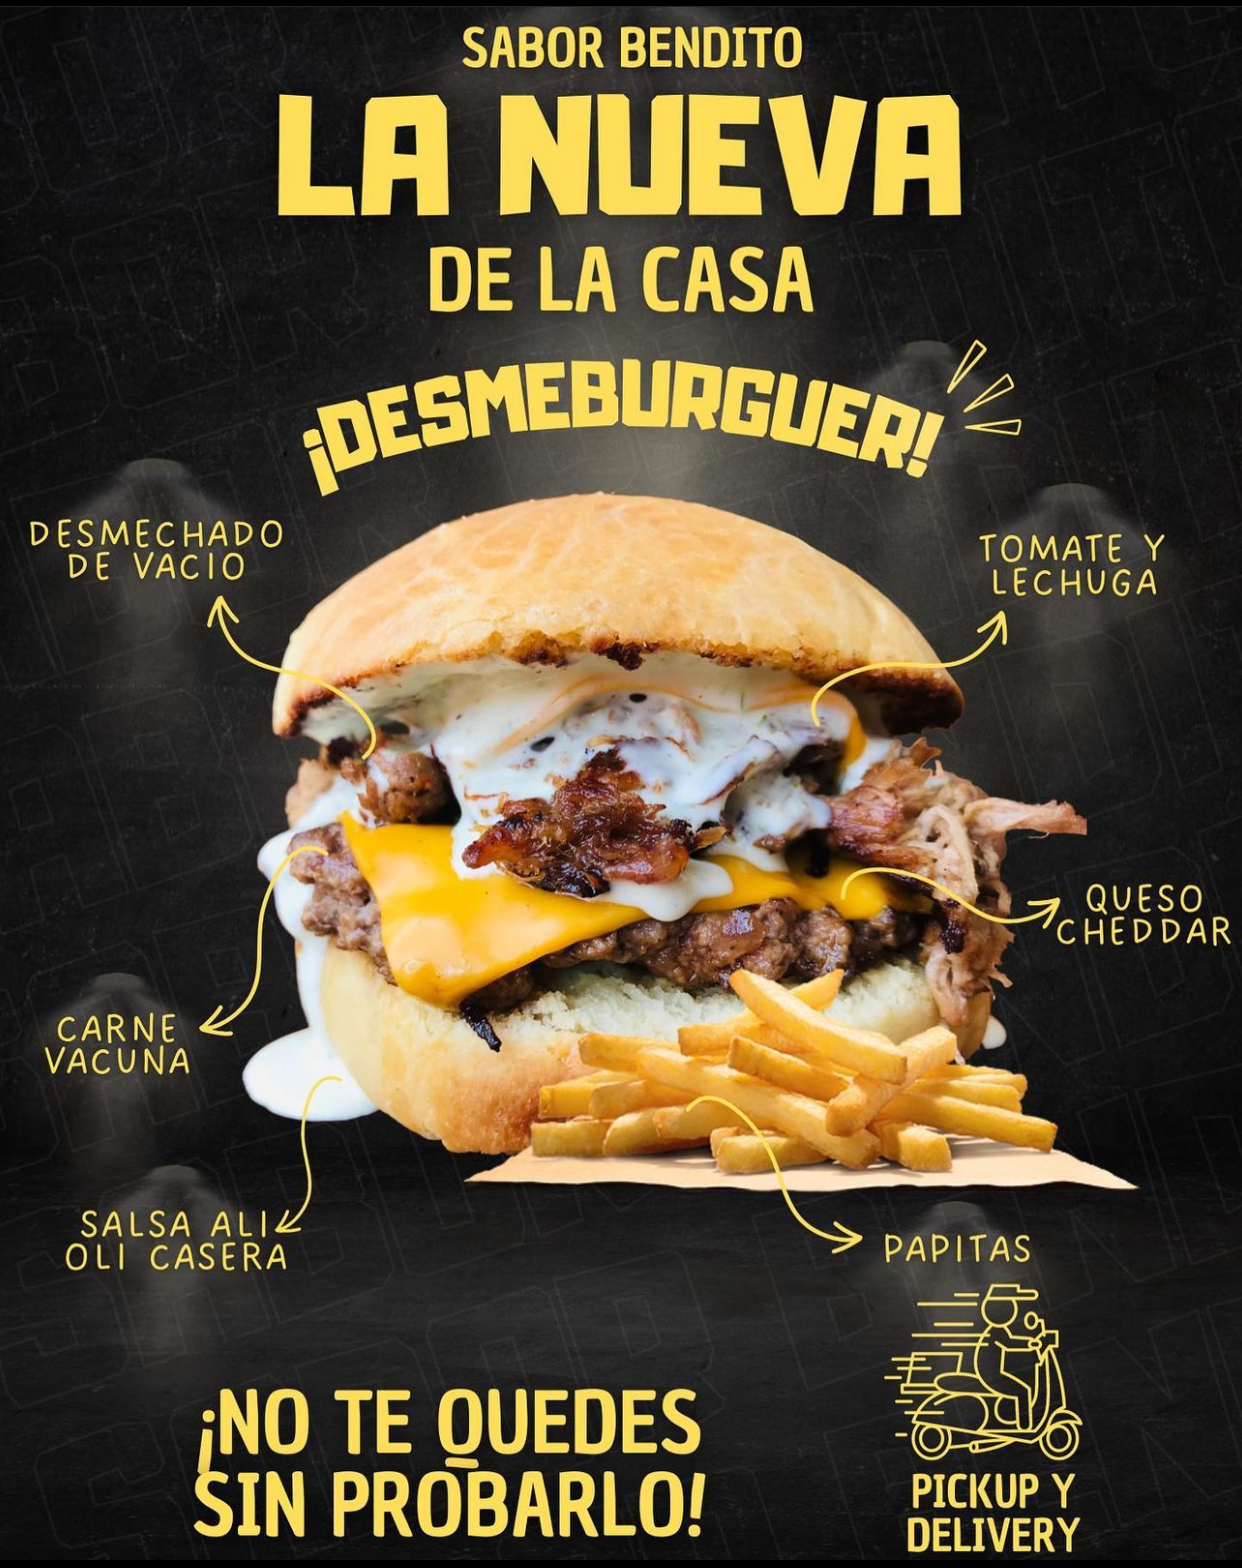 SABOR BENDITO
LA NUEVA
DE LA CASA
¡DESMEBURGUER!
DESMECHADO
DE VACIO
TOMATE Y
LECHUGA
QUESO
CHEDDAR
CARNE
VACUNA
SALSA ALI
OLI CASERA
PAPITAS
¡NO TE QUEDES
SIN PROBARLO!
PICKUP Y
DELIVERY